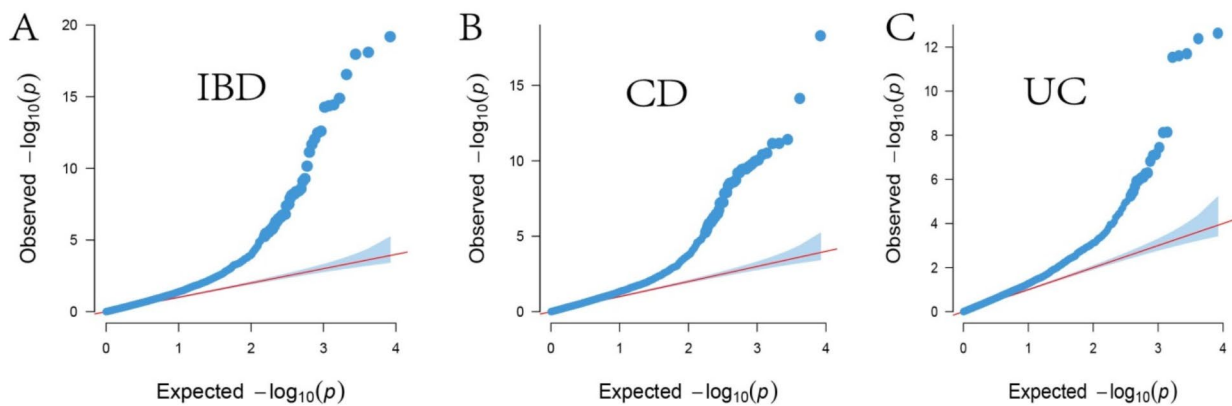 A
IBD
Observed −log10(p)
20
15
10
5
0
0 1 2 3 4
Expected −log10(p)
B
CD
Observed −log10(p)
15
10
5
0
0 1 2 3 4
Expected −log10(p)
C
UC
Observed −log10(p)
12
10
8
6
4
2
0
0 1 2 3 4
Expected −log10(p)